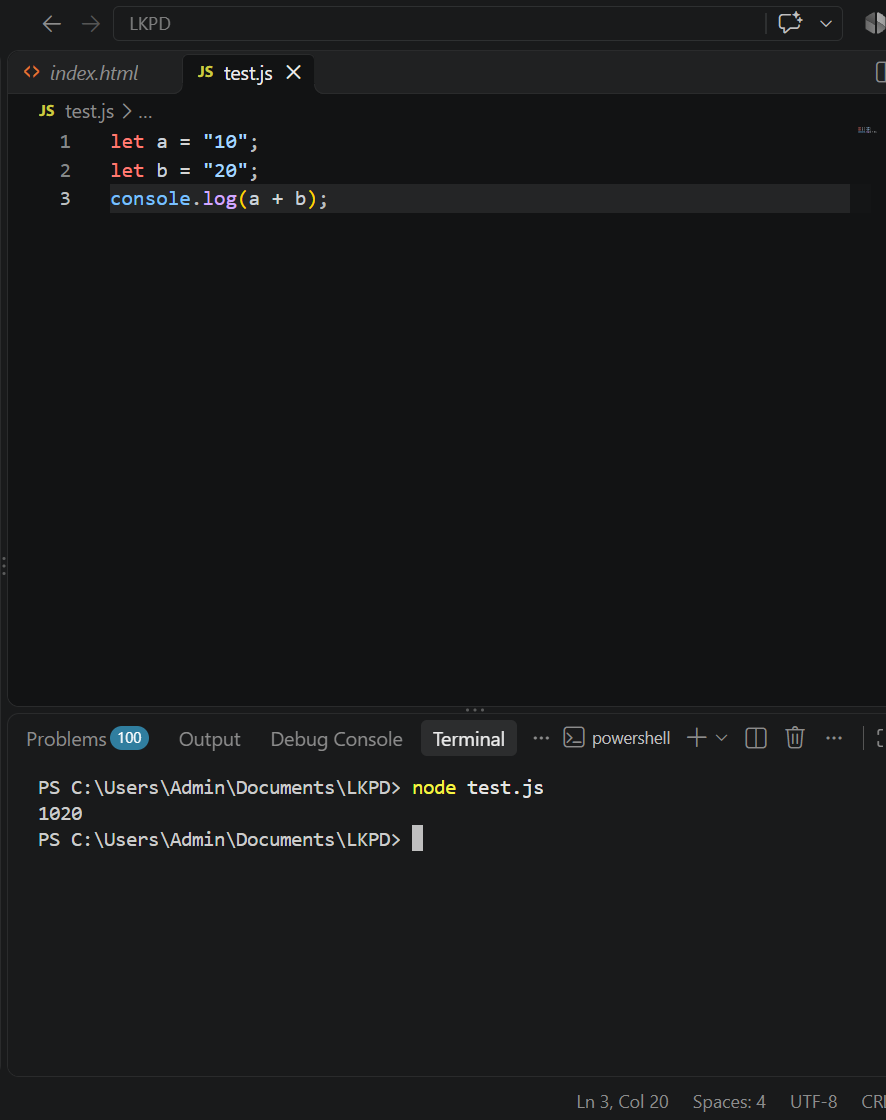 LKPD
index.html JS test.js
JS test.js > ...
1 let a = "10";
2 let b = "20";
3 console.log(a + b);
Problems 100 Output Debug Console Terminal ... powershell ...
PS C:\Users\Admin\Documents\LKPD> node test.js
1020
PS C:\Users\Admin\Documents\LKPD>
Ln 3, Col 20 Spaces: 4 UTF-8